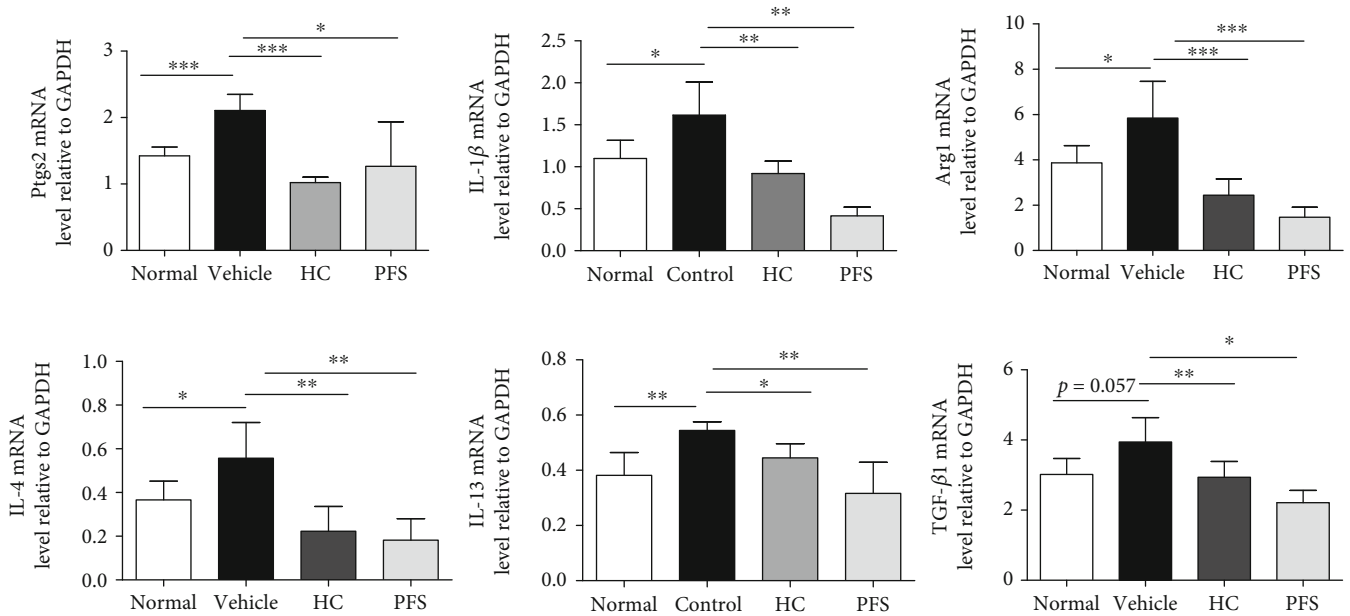 Ptgs2 mRNA
level relative to GAPDH
3
2
1
0
***
***
*
Normal Vehicle HC PFS
IL-1β mRNA
level relative to GAPDH
2.5
2.0
1.5
1.0
0.5
0.0
*
**
**
Normal Control HC PFS
Arg1 mRNA
level relative to GAPDH
10
8
6
4
2
0
*
***
***
Normal Vehicle HC PFS
IL-4 mRNA
level relative to GAPDH
1.0
0.8
0.6
0.4
0.2
0.0
*
**
**
Normal Vehicle HC PFS
IL-13 mRNA
level relative to GAPDH
0.8
0.6
0.4
0.2
0.0
**
*
**
Normal Control HC PFS
TGF-β1 mRNA
level relative to GAPDH
6
4
2
0
p = 0.057
**
*
Normal Vehicle HC PFS